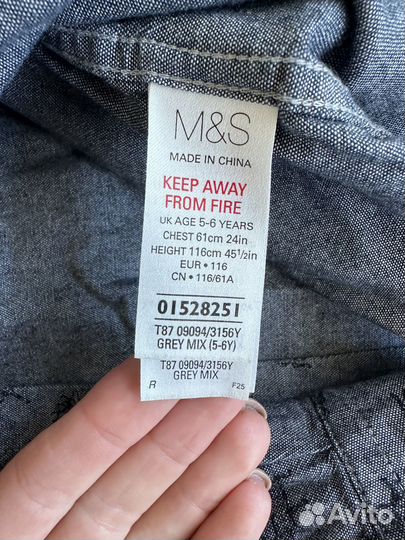 M&S
MADE IN CHINA
KEEP AWAY
FROM FIRE
UK AGE 5-6 YEARS
CHEST 61cm 24in
HEIGHT 116cm 45½in
EUR • 116
CN • 116/61A
01528251
T87 09094/3156Y
GREY MIX (5-6Y)
T87 09094/3156Y
GREY MIX
R F25
Avito